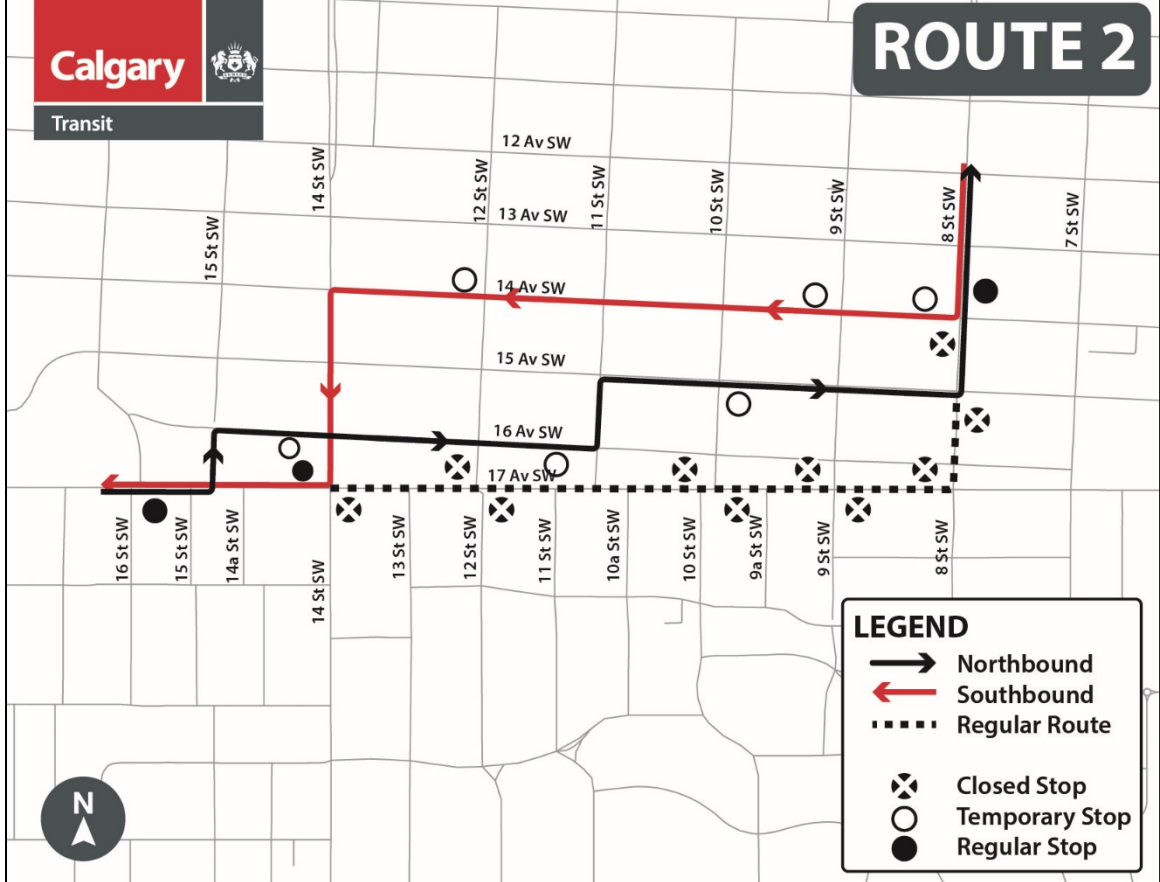 Calgary
Transit
ROUTE 2
12 Av SW
13 Av SW
14 Av SW
15 Av SW
16 Av SW
17 Av SW
15 St SW
14 St SW
12 St SW
11 St SW
10 St SW
9 St SW
8 St SW
7 St SW
16 St SW
15 St SW
14a St SW
14 St SW
13 St SW
12 St SW
11 St SW
10a St SW
10 St SW
9a St SW
9 St SW
8 St SW
LEGEND
Northbound
Southbound
Regular Route
Closed Stop
Temporary Stop
Regular Stop
N